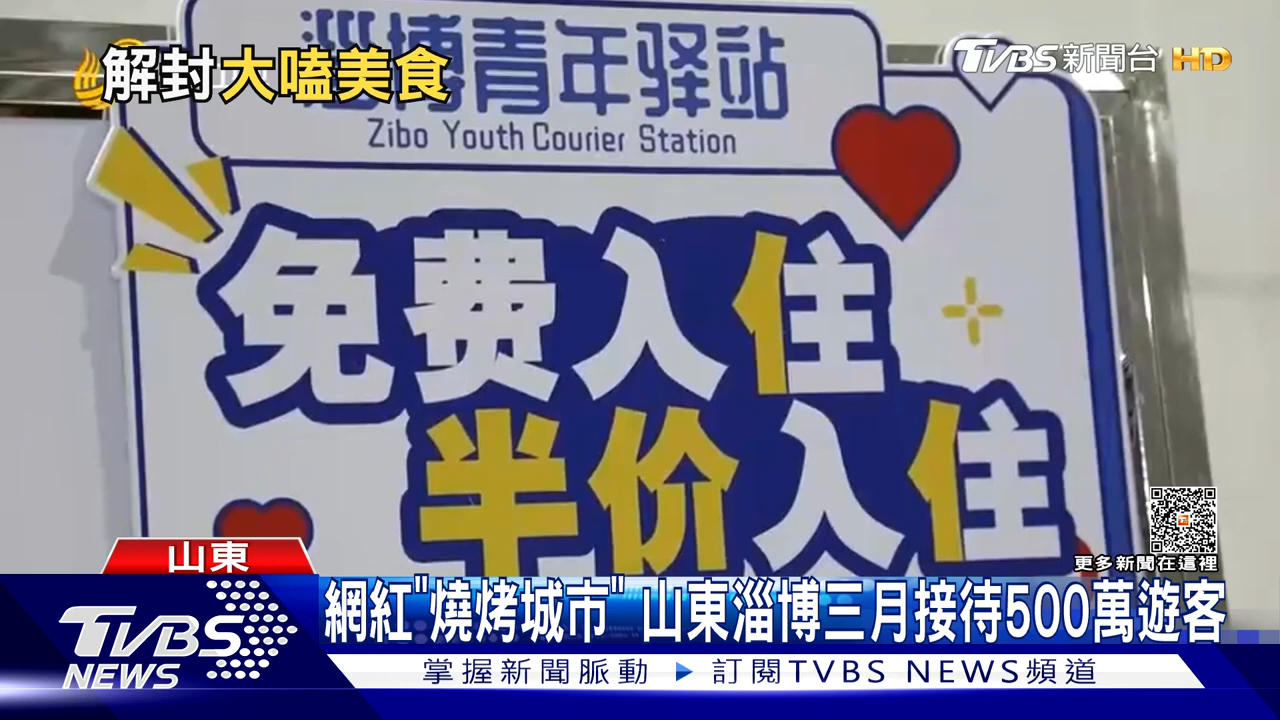 解封大嗑美食
TVBS新聞台 HD
淄博青年驿站
Zibo Youth Courier Station
免费入住
半价入住
更多新聞在這裡
山東
網紅"燒烤城市" 山東淄博三月接待500萬遊客
TVBS NEWS
掌握新聞脈動 訂閱TVBS NEWS頻道